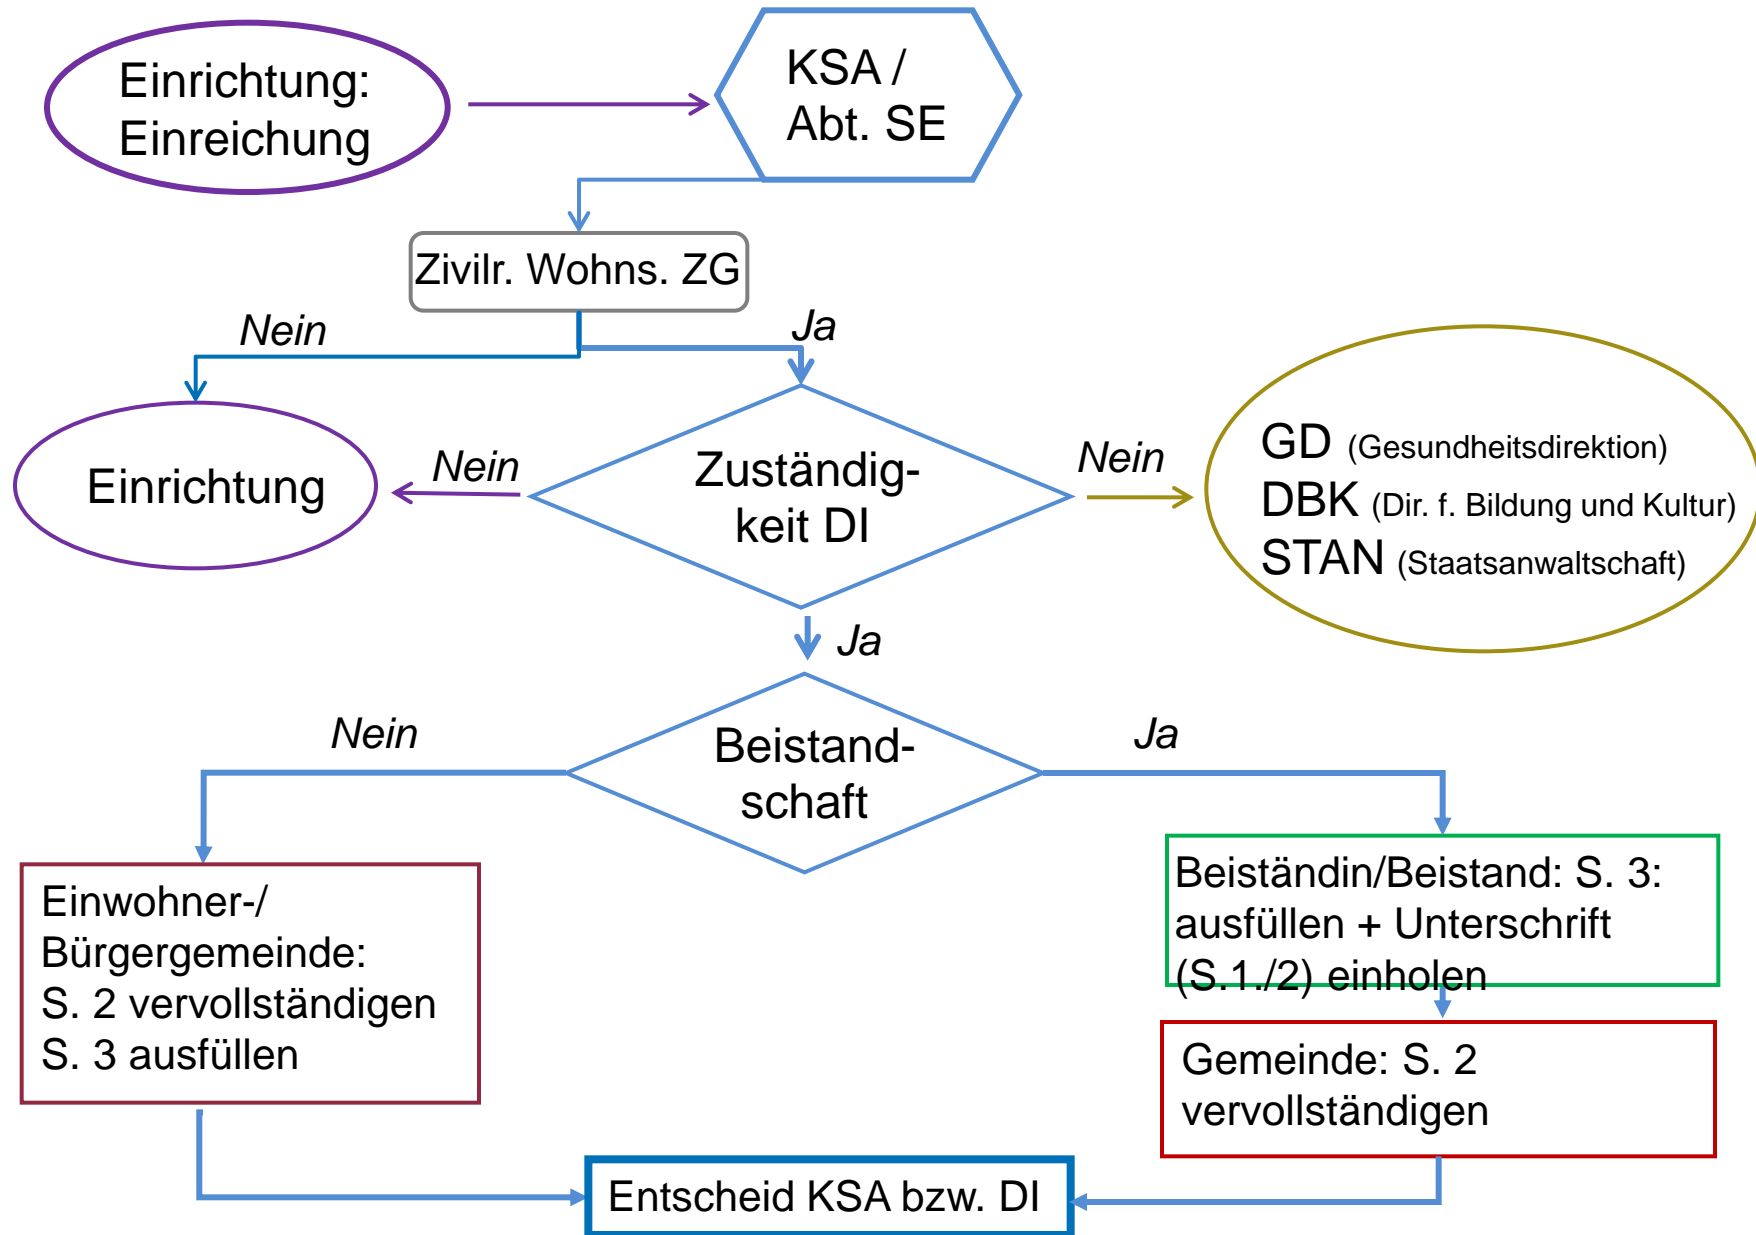 Einrichtung:
Einreichung
KSA /
Abt. SE
Zivilr. Wohns. ZG
Nein
Ja
Einrichtung
Nein
Zuständig-
keit DI
Nein
GD (Gesundheitsdirektion)
DBK (Dir. f. Bildung und Kultur)
STAN (Staatsanwaltschaft)
Ja
Nein
Beistand-
schaft
Ja
Einwohner-/
Bürgergemeinde:
S. 2 vervollständigen
S. 3 ausfüllen
Beiständin/Beistand: S. 3:
ausfüllen + Unterschrift
(S.1./2) einholen
Gemeinde: S. 2
vervollständigen
Entscheid KSA bzw. DI